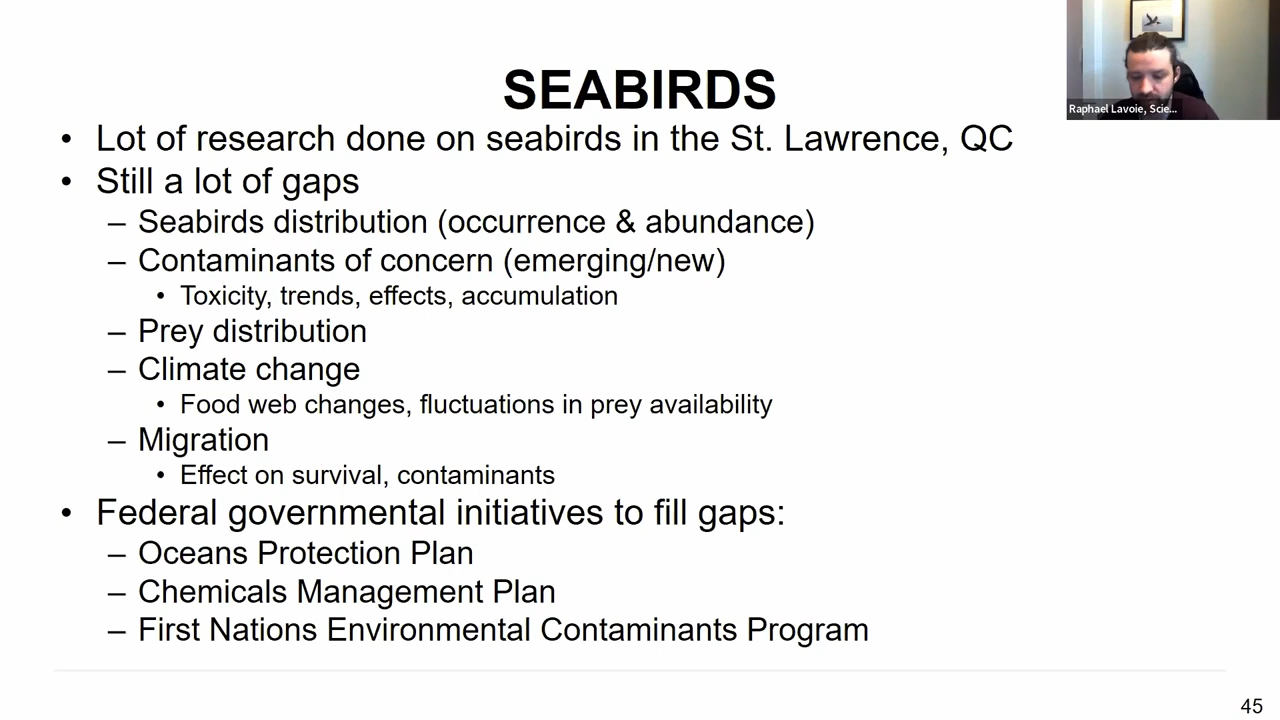 SEABIRDS
Raphael Lavoie, Scie...
• Lot of research done on seabirds in the St. Lawrence, QC
• Still a lot of gaps
– Seabirds distribution (occurrence & abundance)
– Contaminants of concern (emerging/new)
• Toxicity, trends, effects, accumulation
– Prey distribution
– Climate change
• Food web changes, fluctuations in prey availability
– Migration
• Effect on survival, contaminants
• Federal governmental initiatives to fill gaps:
– Oceans Protection Plan
– Chemicals Management Plan
– First Nations Environmental Contaminants Program
45